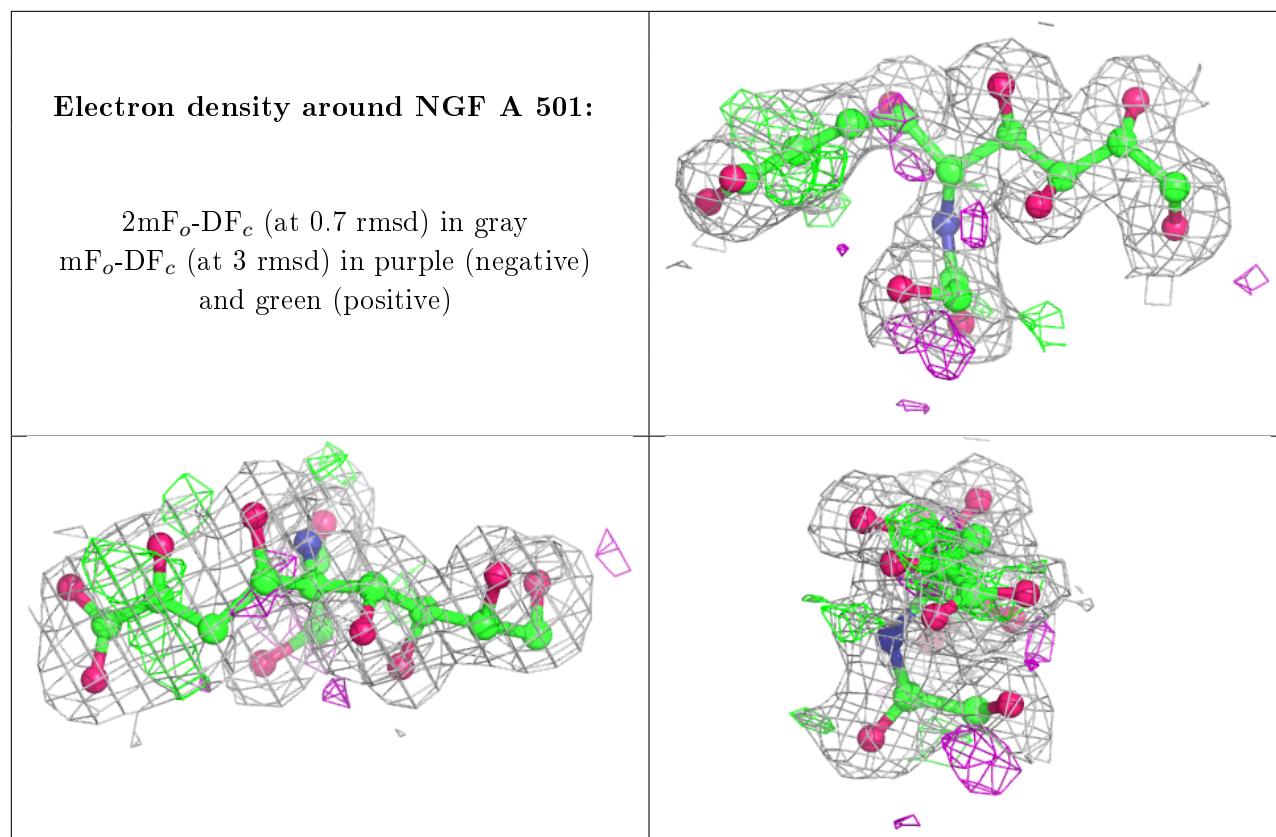 Electron density around NGF A 501:
2mFo-DFc (at 0.7 rmsd) in gray
mFo-DFc (at 3 rmsd) in purple (negative)
and green (positive)